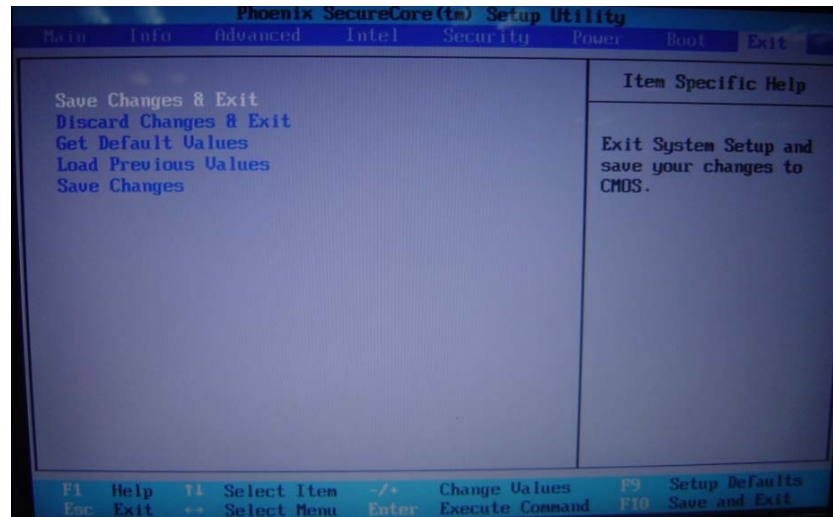 Phoenix SecureCore(tm) Setup Utility
Main Info Advanced Intel Security Power Boot Exit
Save Changes & Exit
Discard Changes & Exit
Get Default Values
Load Previous Values
Save Changes
Item Specific Help
Exit System Setup and
save your changes to
CMOS.
F1 Help ↑↓ Select Item -/+ Change Values F9 Setup Defaults
Esc Exit ↔ Select Menu Enter Execute Command F10 Save and Exit